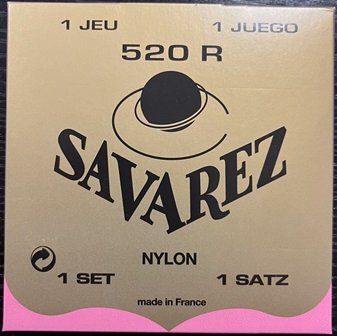 1 JEU 1 JUEGO
520 R
SAVAREZ
NYLON
1 SET 1 SATZ
made in France